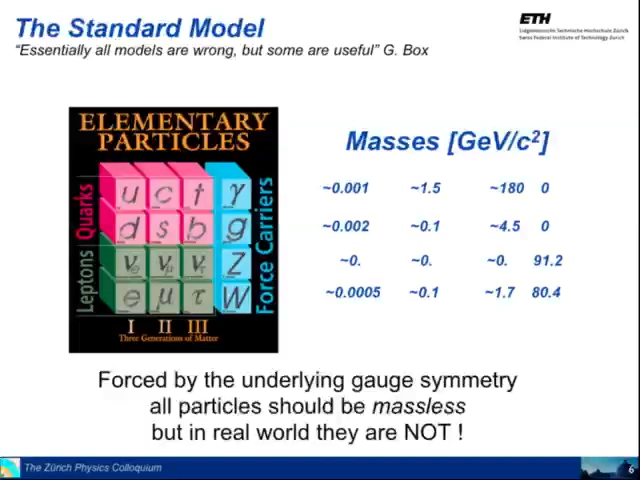 The Standard Model
"Essentially all models are wrong, but some are useful" G. Box
ETH
Eidgenössische Technische Hochschule Zürich
Swiss Federal Institute of Technology Zurich
ELEMENTARY
PARTICLES
Quarks
Leptons
Force Carriers
u c t γ
d s b g
νe νμ ντ Z
e μ τ W
I II III
Three Generations of Matter
Masses [GeV/c²]
~0.001 ~1.5 ~180 0
~0.002 ~0.1 ~4.5 0
~0. ~0. ~0. 91.2
~0.0005 ~0.1 ~1.7 80.4
Forced by the underlying gauge symmetry
all particles should be massless
but in real world they are NOT !
The Zürich Physics Colloquium
6